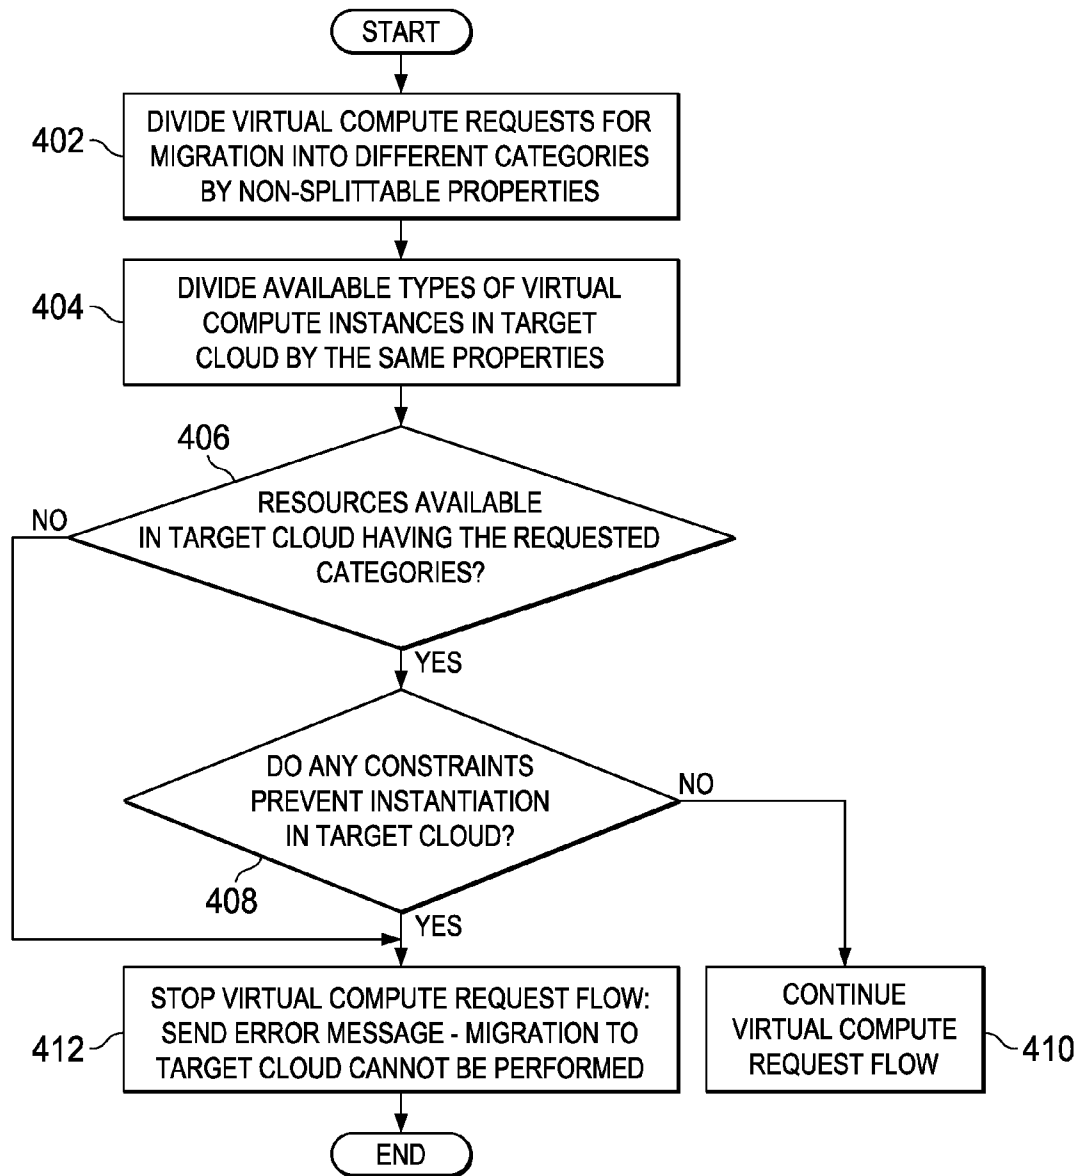 START
402
DIVIDE VIRTUAL COMPUTE REQUESTS FOR
MIGRATION INTO DIFFERENT CATEGORIES
BY NON-SPLITTABLE PROPERTIES
404
DIVIDE AVAILABLE TYPES OF VIRTUAL
COMPUTE INSTANCES IN TARGET
CLOUD BY THE SAME PROPERTIES
406
NO
RESOURCES AVAILABLE
IN TARGET CLOUD HAVING THE REQUESTED
CATEGORIES?
YES
DO ANY CONSTRAINTS
PREVENT INSTANTIATION
IN TARGET CLOUD?
NO
408
YES
412
STOP VIRTUAL COMPUTE REQUEST FLOW:
SEND ERROR MESSAGE - MIGRATION TO
TARGET CLOUD CANNOT BE PERFORMED
CONTINUE
VIRTUAL COMPUTE
REQUEST FLOW
410
END